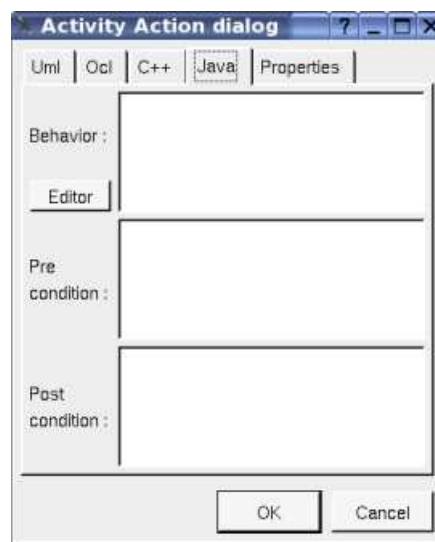 Activity Action dialog ? _ □ X
Uml Ocl C++ Java Properties
Behavior :
Editor
Pre
condition :
Post
condition :
OK Cancel